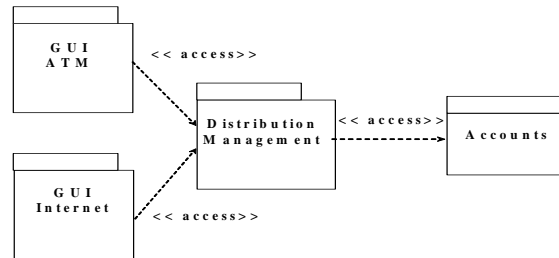 GUI
ATM
<< access>>
Distribution
Management
<< access>>
Accounts
GUI
Internet
<< access>>